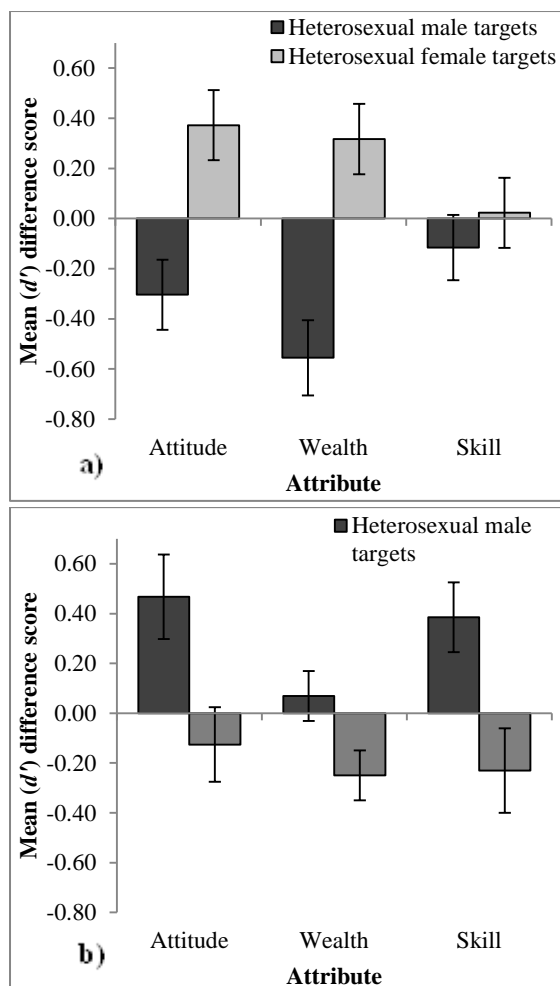 Heterosexual male targets
Heterosexual female targets
0.60
0.40
0.20
0.00
-0.20
-0.40
-0.60
-0.80
Mean (d') difference score
Attitude Wealth Skill
a)
Attribute
Heterosexual male
targets
0.60
0.40
0.20
0.00
-0.20
-0.40
-0.60
-0.80
Mean (d') difference score
Attitude Wealth Skill
b)
Attribute